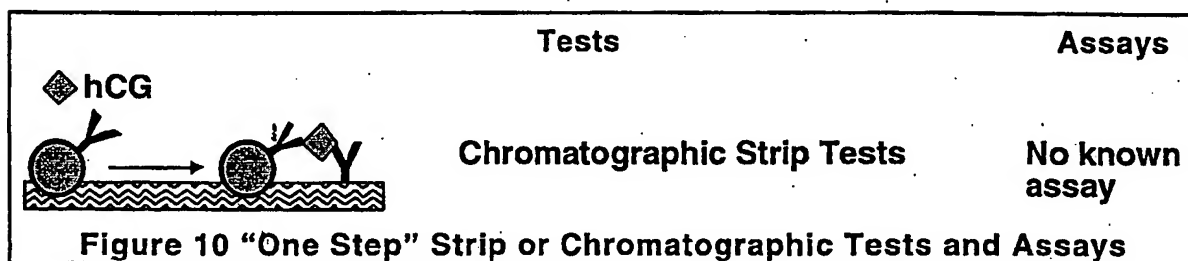 Tests
Assays
hCG
Chromatographic Strip Tests
No known
assay
Figure 10 "One Step" Strip or Chromatographic Tests and Assays